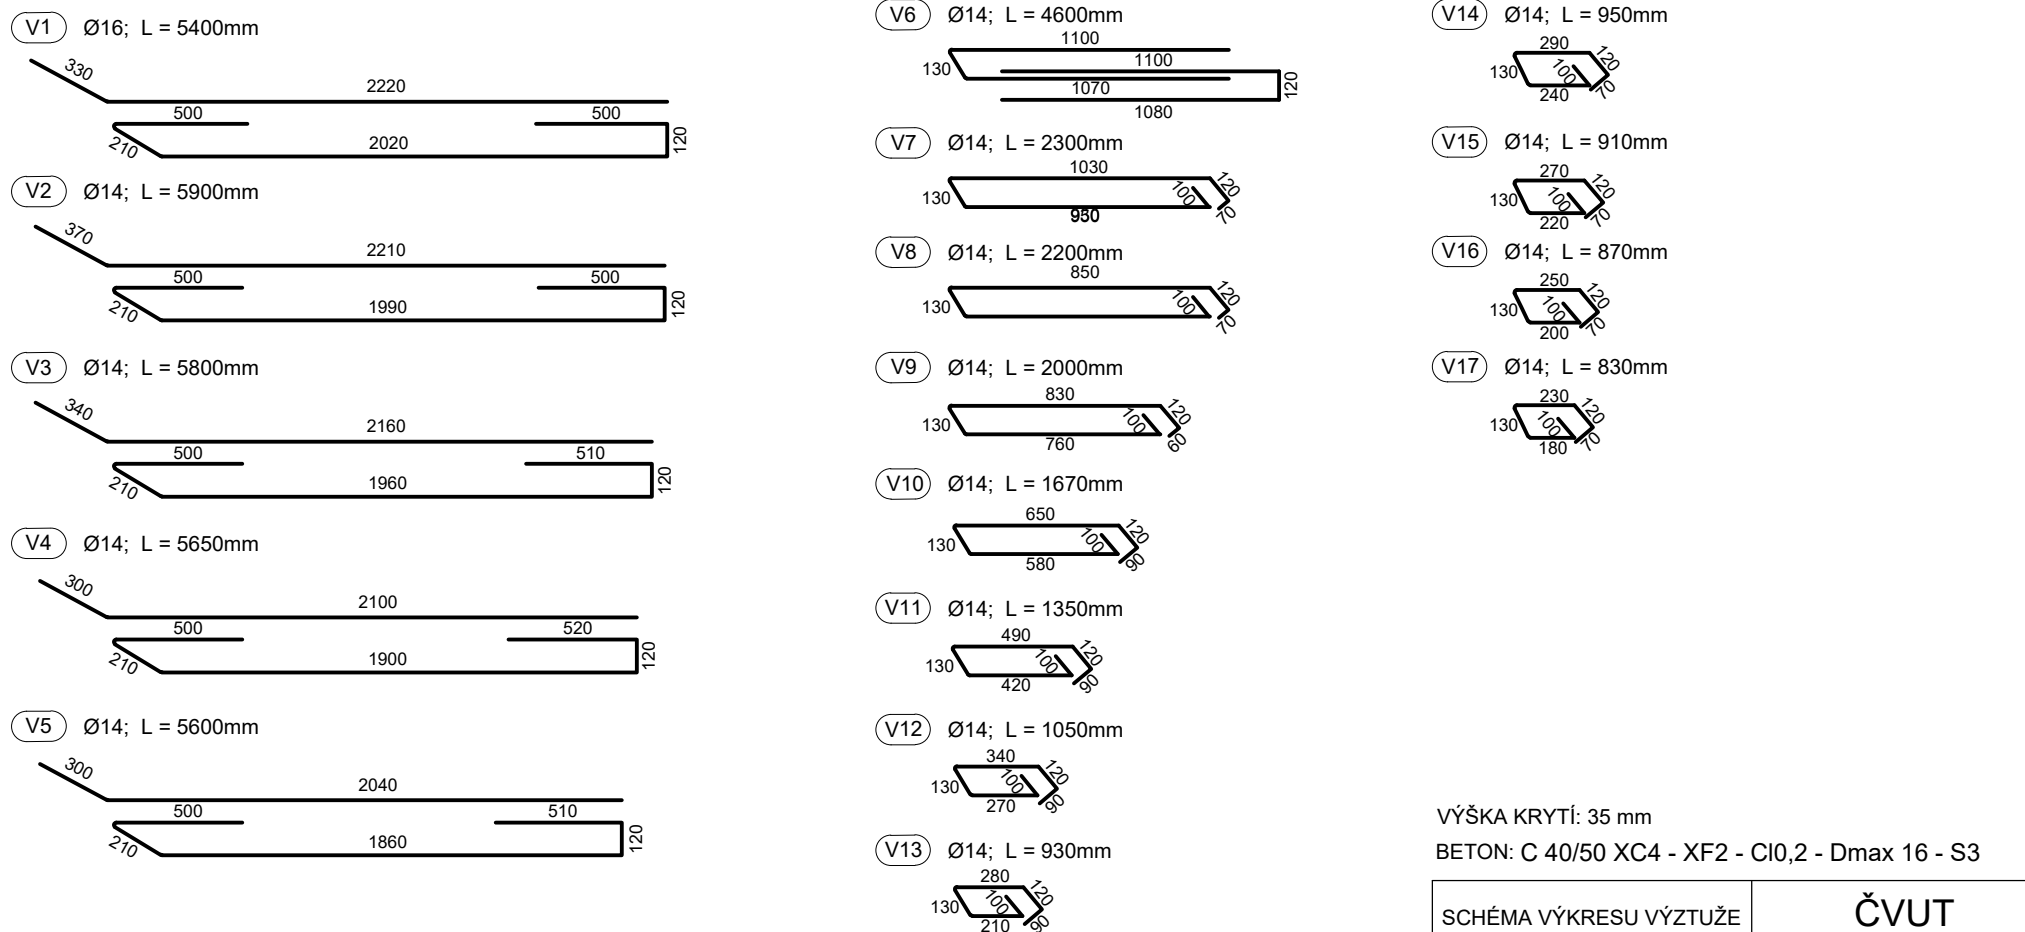 V1 Ø16; L = 5400mm
330
2220
500 500
210 2020 120
V2 Ø14; L = 5900mm
370
2210
500 500
210 1990 120
V3 Ø14; L = 5800mm
340
2160
500 510
210 1960 120
V4 Ø14; L = 5650mm
300
2100
500 520
210 1900 120
V5 Ø14; L = 5600mm
300
2040
500 510
210 1860 120
V6 Ø14; L = 4600mm
1100
1100
130 120
1070
1080
V7 Ø14; L = 2300mm
1030
130 100 120
70
V8 Ø14; L = 2200mm
850
130 100 120
70
V9 Ø14; L = 2000mm
830
130 100 120
760 60
V10 Ø14; L = 1670mm
650
130 100 120
580 90
V11 Ø14; L = 1350mm
490
130 100 120
420 90
V12 Ø14; L = 1050mm
340
130 100 120
270 90
V13 Ø14; L = 930mm
280
130 100 120
210 90
V14 Ø14; L = 950mm
290
130 100 120
240 70
V15 Ø14; L = 910mm
270
130 100 120
220 70
V16 Ø14; L = 870mm
250
130 100 120
200 70
V17 Ø14; L = 830mm
230
130 100 120
180 70
VÝŠKA KRYTÍ: 35 mm
BETON: C 40/50 XC4 - XF2 - Cl0,2 - Dmax 16 - S3
SCHÉMA VÝKRESU VÝZTUŽE ČVUT